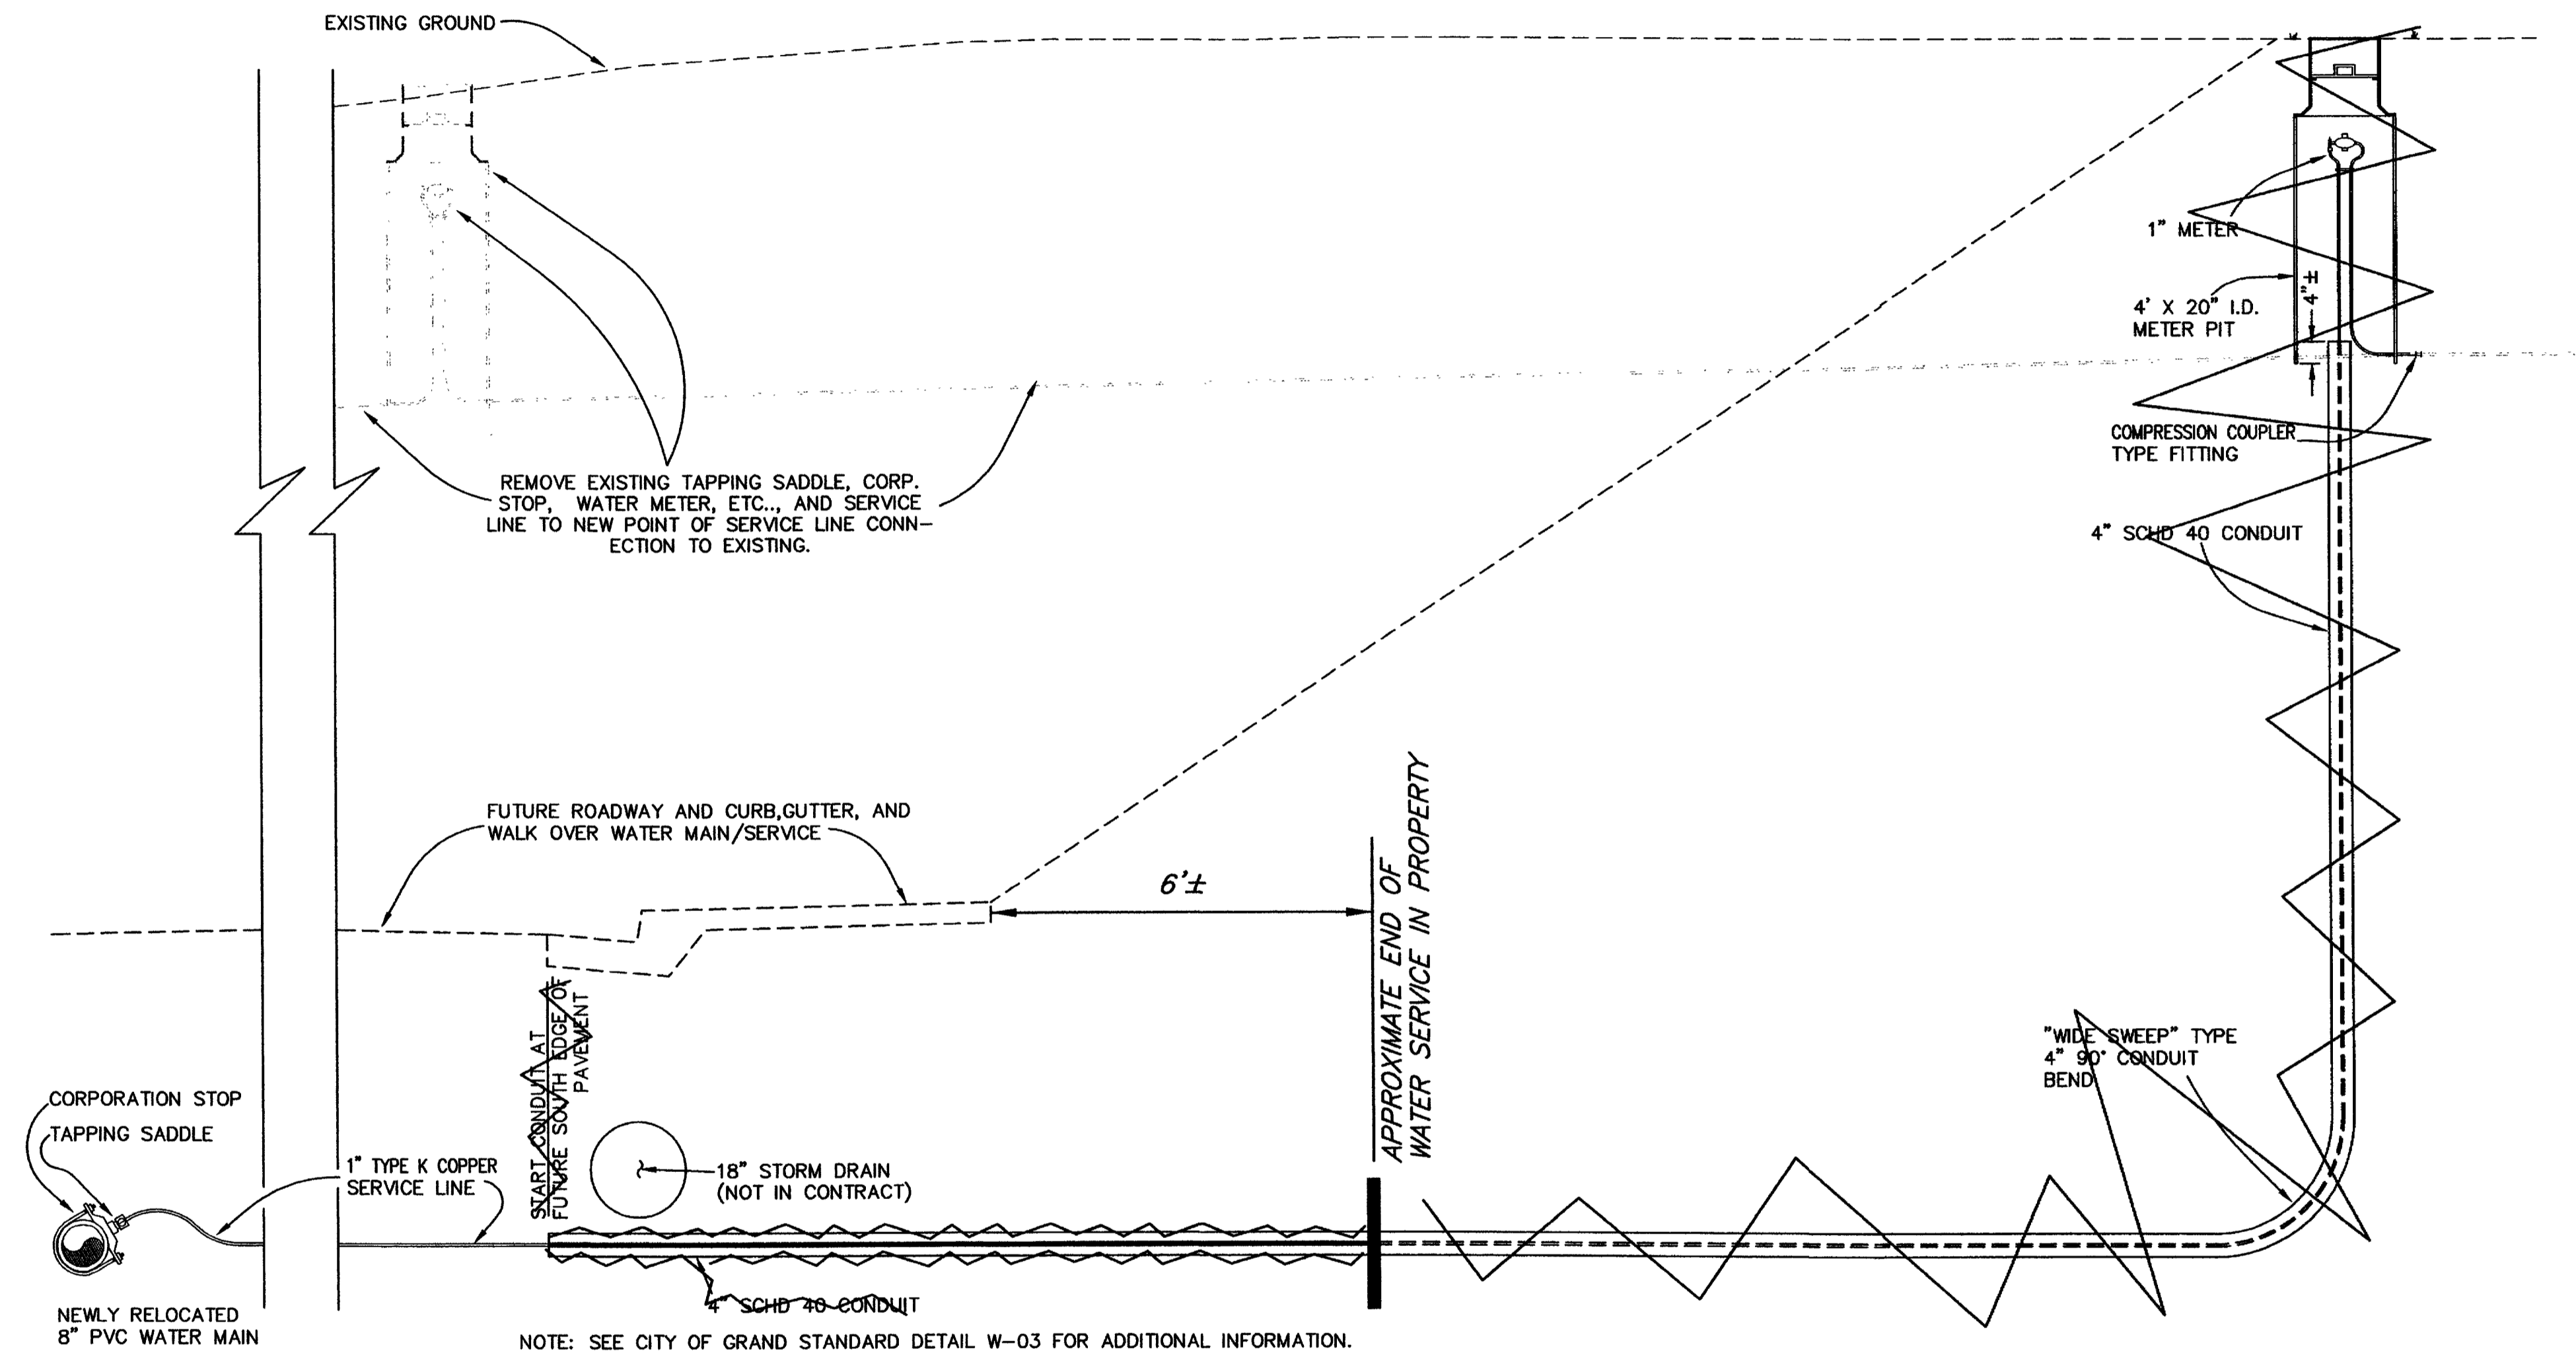 EXISTING GROUND
1" METER
4"±
4' X 20" I.D.
METER PIT
COMPRESSION COUPLER
TYPE FITTING
REMOVE EXISTING TAPPING SADDLE, CORP.
STOP, WATER METER, ETC.., AND SERVICE
LINE TO NEW POINT OF SERVICE LINE CONN-
ECTION TO EXISTING.
4" SCHD 40 CONDUIT
FUTURE ROADWAY AND CURB,GUTTER, AND
WALK OVER WATER MAIN/SERVICE
6'±
APPROXIMATE END OF
WATER SERVICE IN PROPERTY
START CONDUIT AT
FUTURE SOUTH EDGE OF
PAVEMENT
"WIDE SWEEP" TYPE
4" 90° CONDUIT
BEND
CORPORATION STOP
TAPPING SADDLE
1" TYPE K COPPER
SERVICE LINE
18" STORM DRAIN
(NOT IN CONTRACT)
4" SCHD 40 CONDUIT
NEWLY RELOCATED
8" PVC WATER MAIN
NOTE: SEE CITY OF GRAND STANDARD DETAIL W-03 FOR ADDITIONAL INFORMATION.